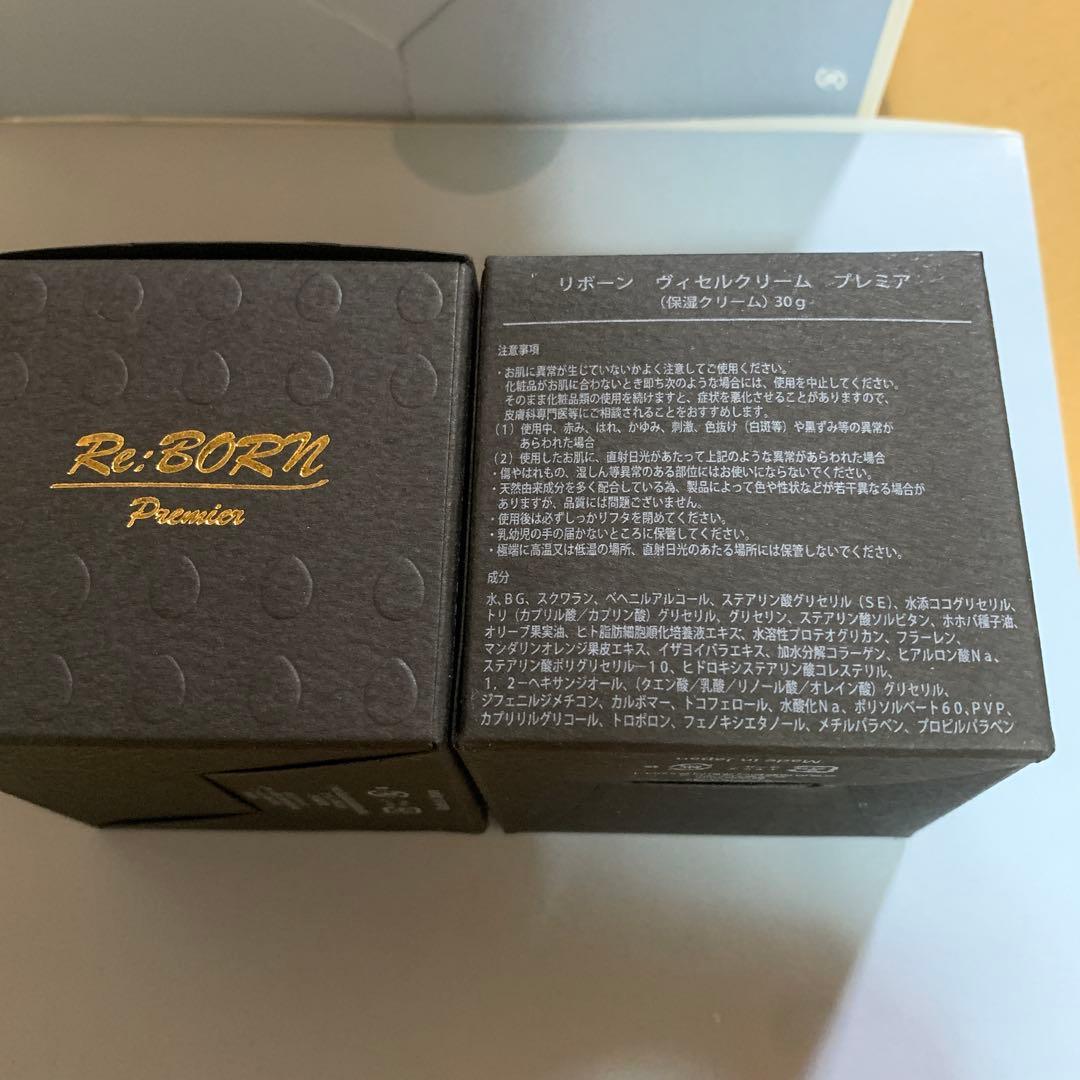 Re:BORN
Premier
リボーン　ヴィセルクリーム　プレミア
（保湿クリーム）30g
注意事項
・お肌に異常が生じていないかよく注意してご使用ください。
化粧品がお肌に合わないとき即ち次のような場合には、使用を中止してください。
そのまま化粧品類の使用を続けますと、症状を悪化させることがありますので、
皮膚科専門医等にご相談されることをおすすめします。
（1）使用中、赤み、はれ、かゆみ、刺激、色抜け（白斑等）や黒ずみ等の異常が
あらわれた場合
（2）使用したお肌に、直射日光があたって上記のような異常があらわれた場合
・傷やはれもの、湿しん等異常のある部位にはお使いにならないでください。
・天然由来成分を多く配合している為、製品によって色や性状などが若干異なる場合が
ありますが、品質には問題ございません。
・使用後は必ずしっかりフタを閉めてください。
・乳幼児の手の届かないところに保管してください。
・極端に高温又は低温の場所、直射日光のあたる場所には保管しないでください。
成分
水、BG、スクワラン、ベヘニルアルコール、ステアリン酸グリセリル（SE）、水添ココグリセリル、
トリ（カプリル酸／カプリン酸）グリセリル、グリセリン、ステアリン酸ソルビタン、ホホバ種子油、
オリーブ果実油、ヒト脂肪細胞順化培養液エキス、水溶性プロテオグリカン、フラーレン、
マンダリンオレンジ果皮エキス、イザヨイバラエキス、加水分解コラーゲン、ヒアルロン酸Na、
ステアリン酸ポリグリセリル－10、ヒドロキシステアリン酸コレステリル、
1，2－ヘキサンジオール、（クエン酸／乳酸／リノール酸／オレイン酸）グリセリル、
ジフェニルジメチコン、カルボマー、トコフェロール、水酸化Na、ポリソルベート60、PVP、
カプリリルグリコール、トロポロン、フェノキシエタノール、メチルパラベン、プロピルパラベン
Made in Japan